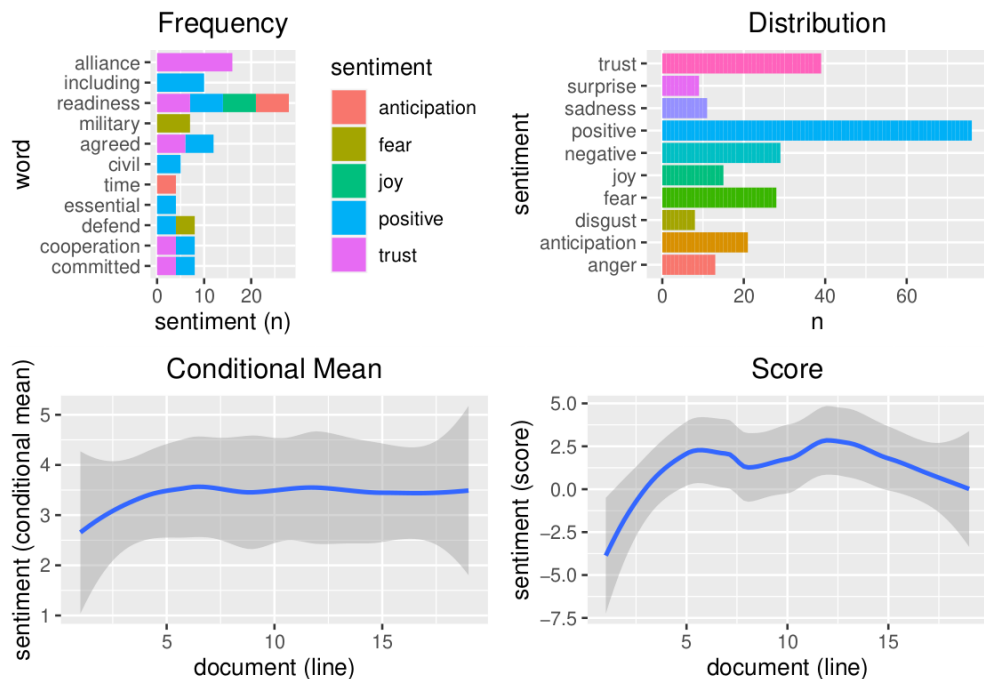 Frequency
word
alliance
including
readiness
military
agreed
civil
time
essential
defend
cooperation
committed
0 10 20
sentiment (n)
sentiment
anticipation
fear
joy
positive
trust
Distribution
sentiment
trust
surprise
sadness
positive
negative
joy
fear
disgust
anticipation
anger
0 20 40 60
n
Conditional Mean
sentiment (conditional mean)
5
4
3
2
1
5 10 15
document (line)
Score
sentiment (score)
5.0
2.5
0.0
−2.5
−5.0
−7.5
5 10 15
document (line)